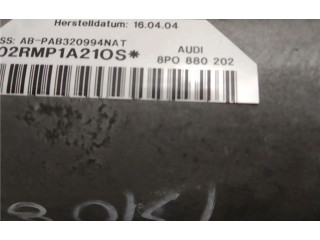 Herstelldatum: 16.04.04
SS: AB-PAB320994NAT
02RMP1A210S*
AUDI
8P0 880 202